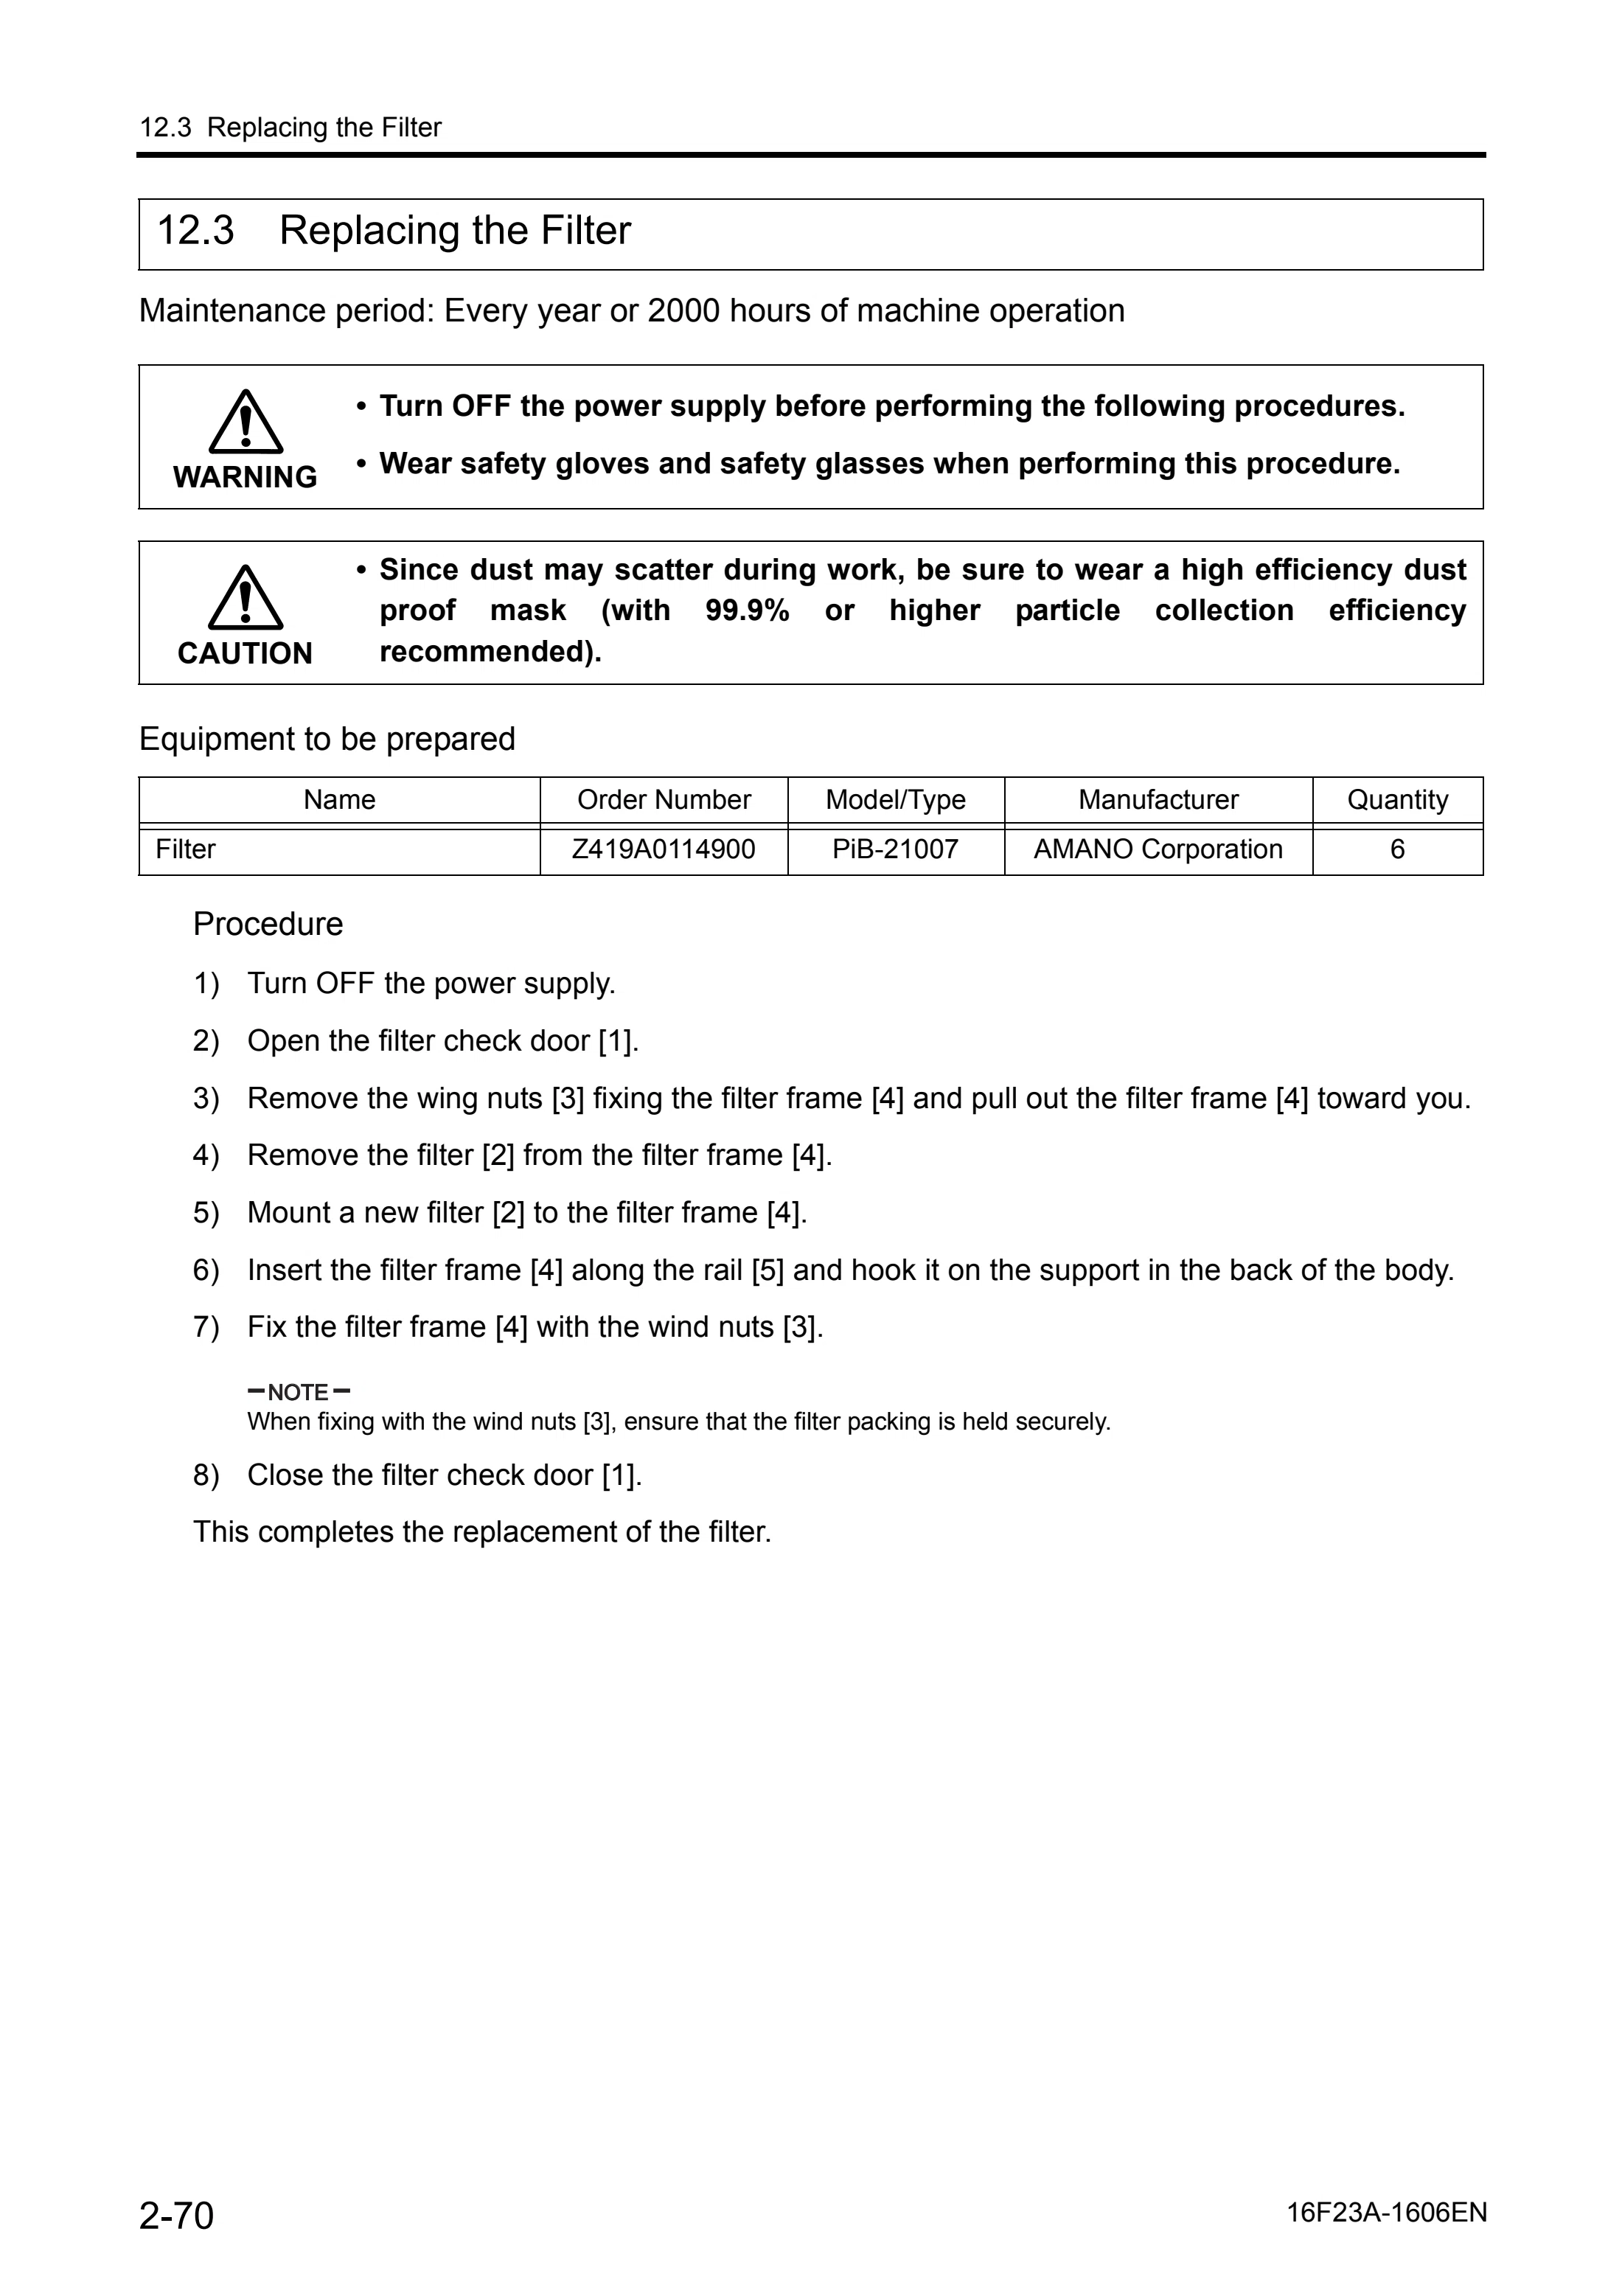 12.3 Replacing the Filter
12.3 Replacing the Filter
Maintenance period: Every year or 2000 hours of machine operation
WARNING
• Turn OFF the power supply before performing the following procedures.
• Wear safety gloves and safety glasses when performing this procedure.
CAUTION
• Since dust may scatter during work, be sure to wear a high efficiency dust
proof mask (with 99.9% or higher particle collection efficiency
recommended).
Equipment to be prepared
Name Order Number Model/Type Manufacturer Quantity
Filter Z419A0114900 PiB-21007 AMANO Corporation 6
Procedure
1) Turn OFF the power supply.
2) Open the filter check door [1].
3) Remove the wing nuts [3] fixing the filter frame [4] and pull out the filter frame [4] toward you.
4) Remove the filter [2] from the filter frame [4].
5) Mount a new filter [2] to the filter frame [4].
6) Insert the filter frame [4] along the rail [5] and hook it on the support in the back of the body.
7) Fix the filter frame [4] with the wind nuts [3].
NOTE
When fixing with the wind nuts [3], ensure that the filter packing is held securely.
8) Close the filter check door [1].
This completes the replacement of the filter.
2-70
16F23A-1606EN